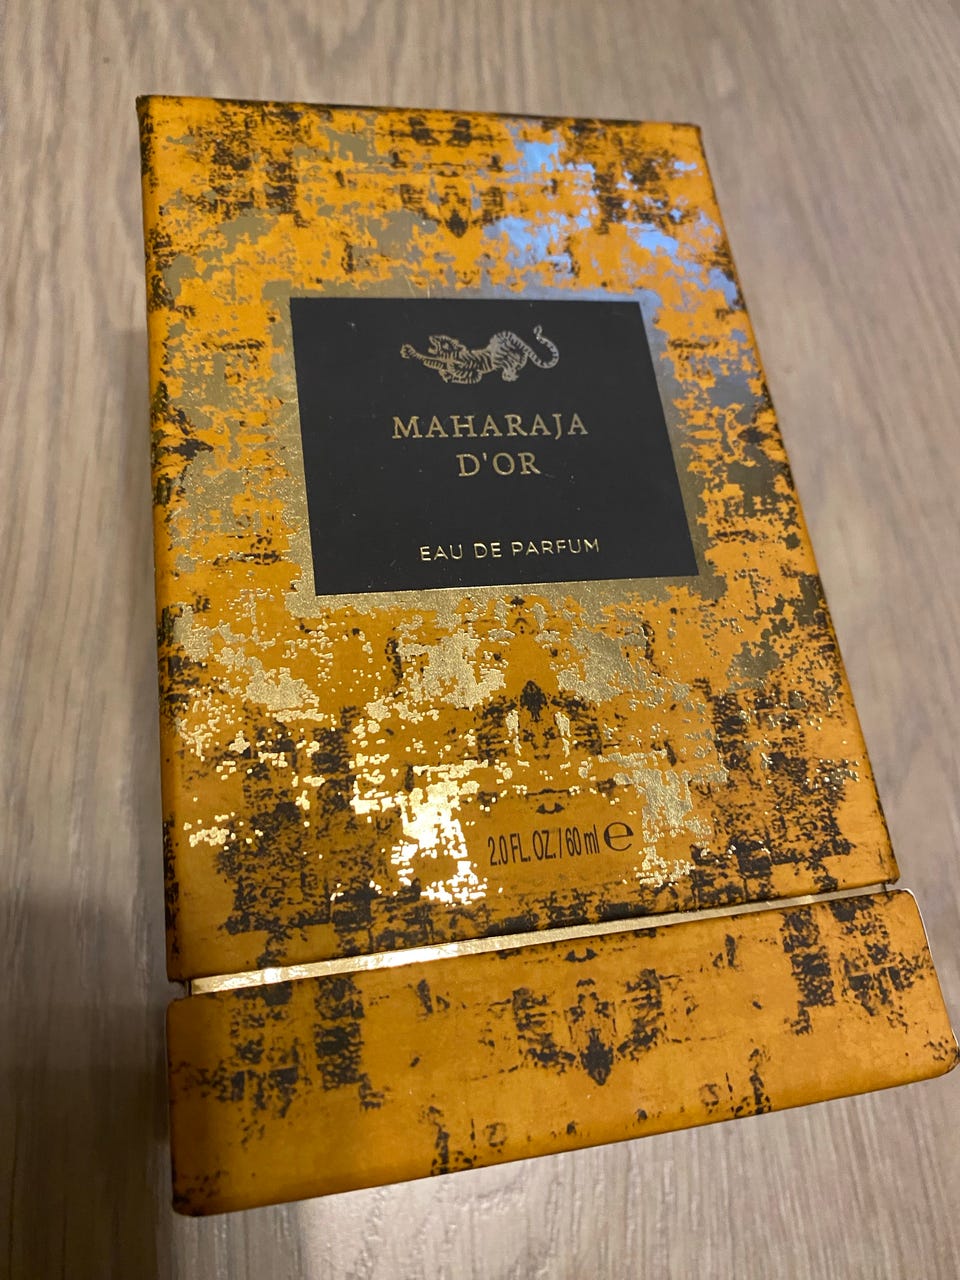 MAHARAJA
D'OR
EAU DE PARFUM
2.0 FL. OZ. / 60 ml ℮